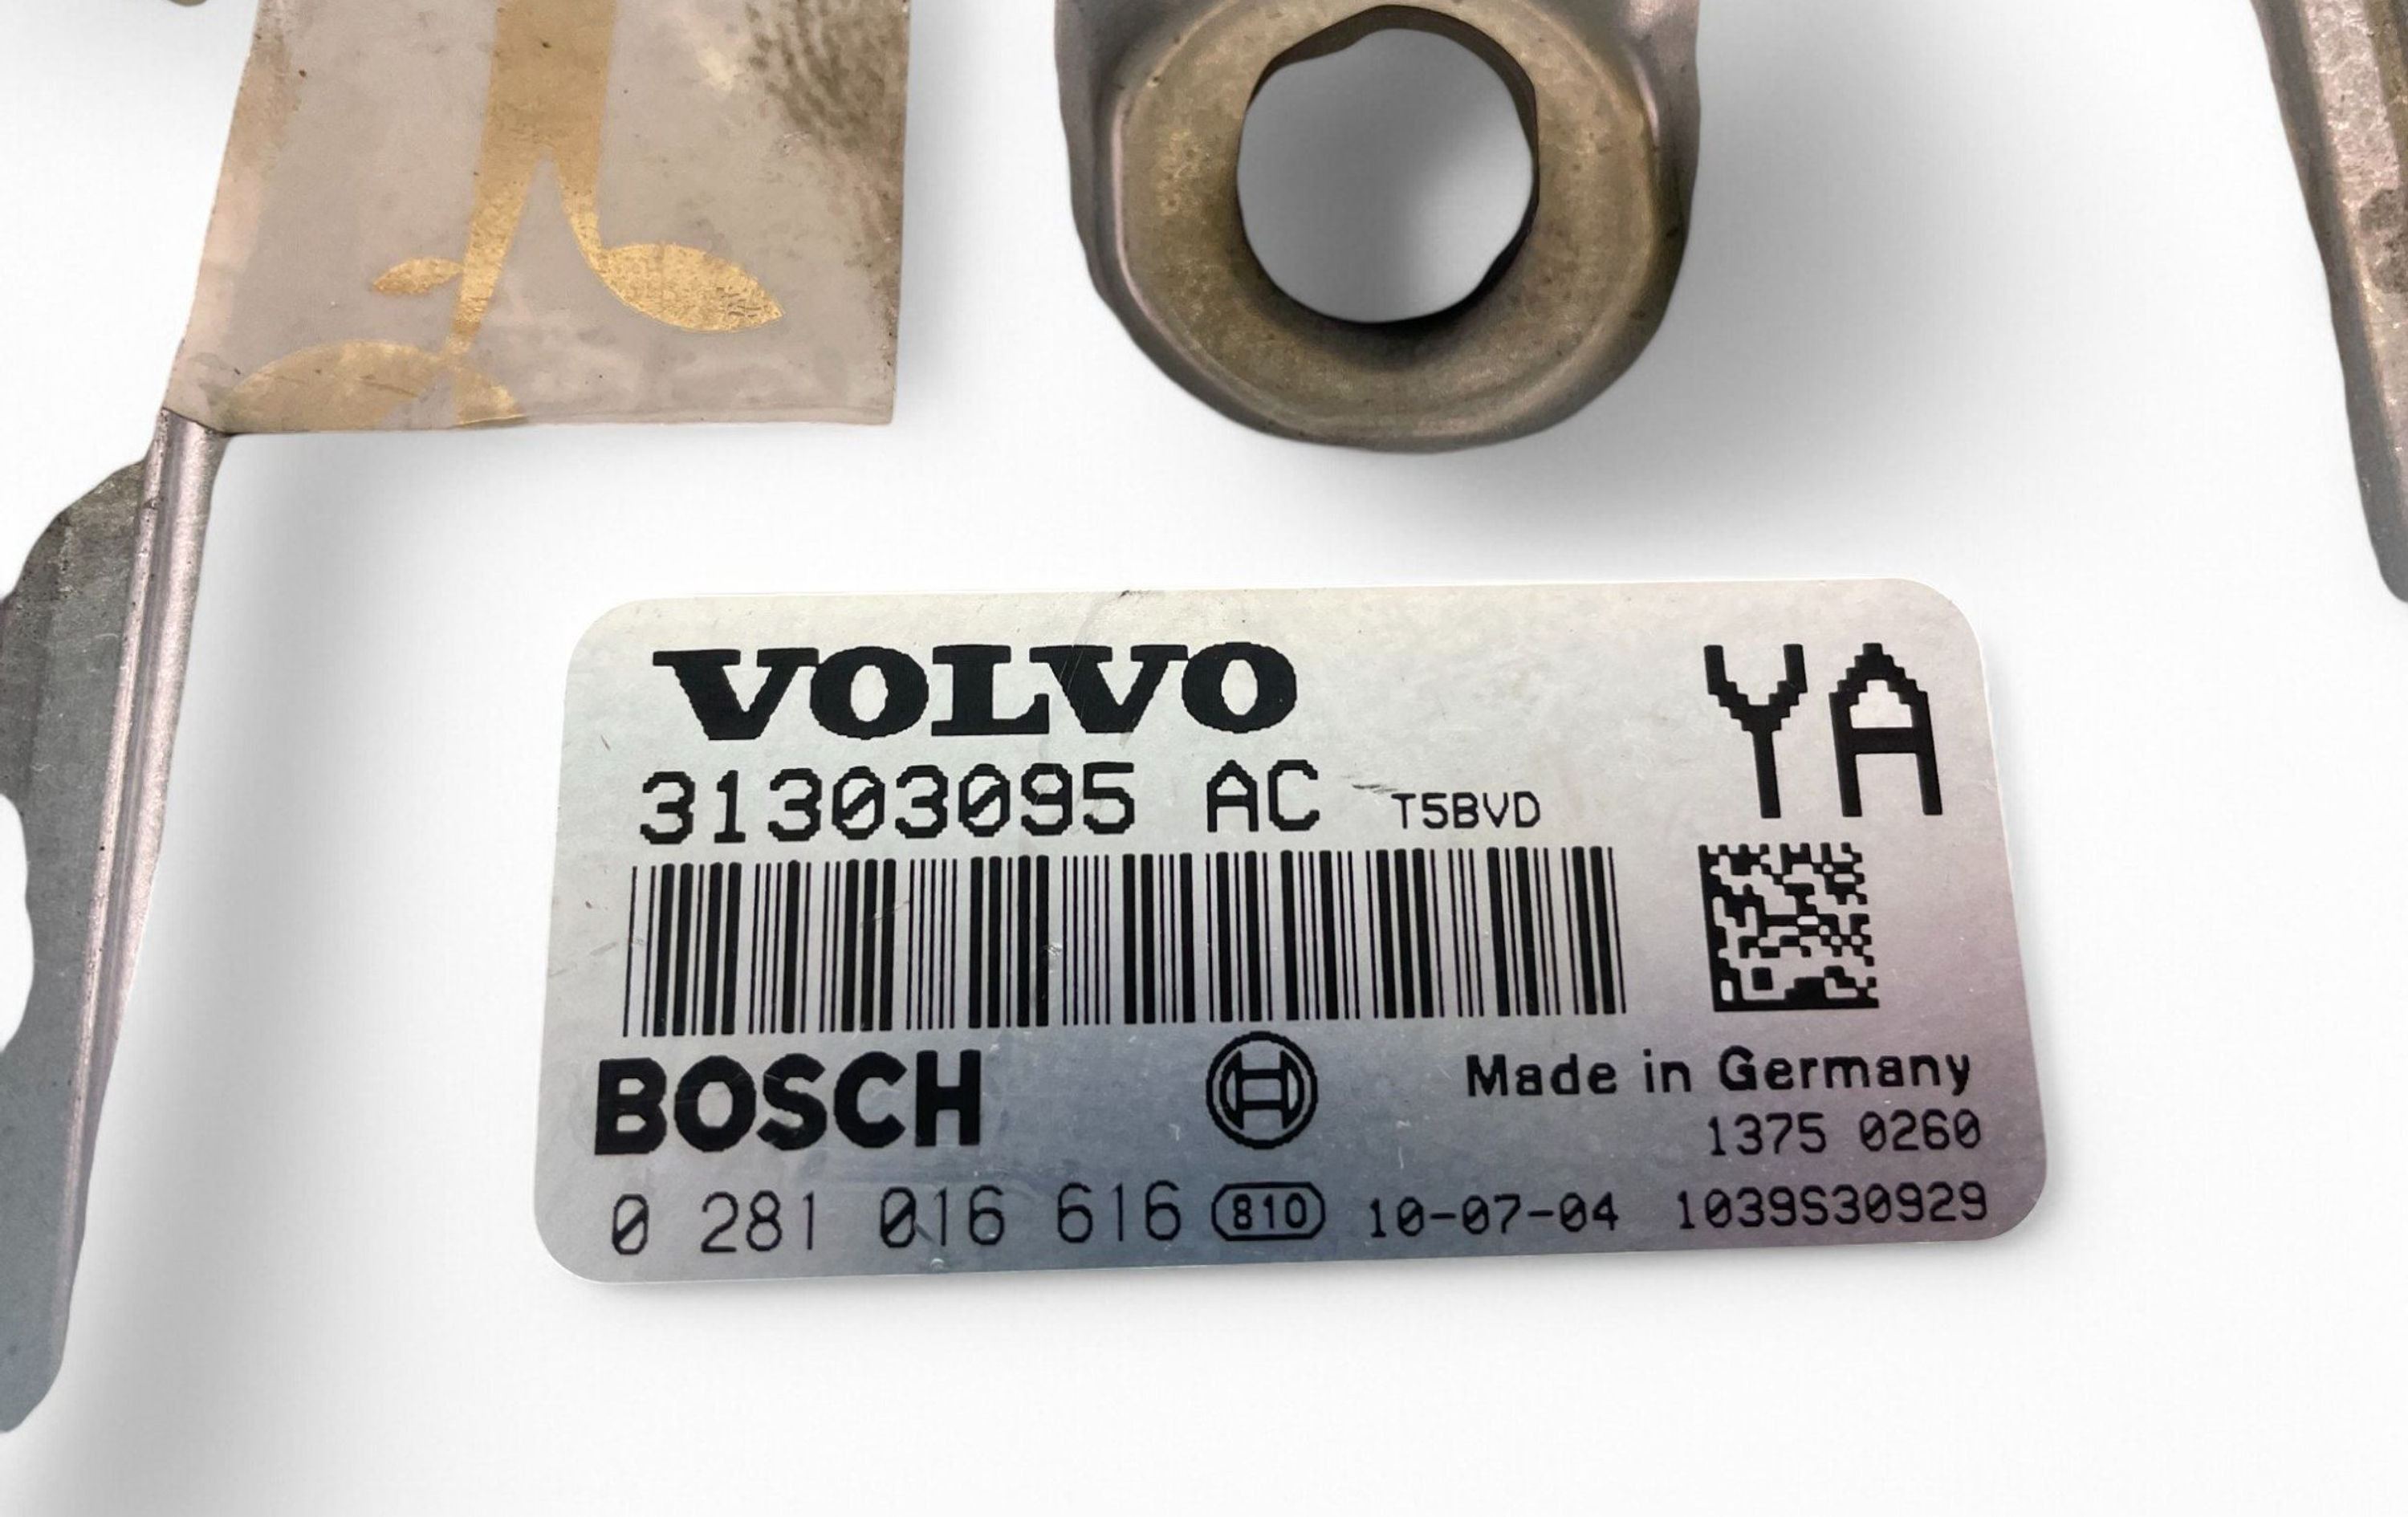 VOLVO
YA
31303095 AC T5BVD
BOSCH
Made in Germany
1375 0260
0 281 016 616 810 10-07-04 1039S30929